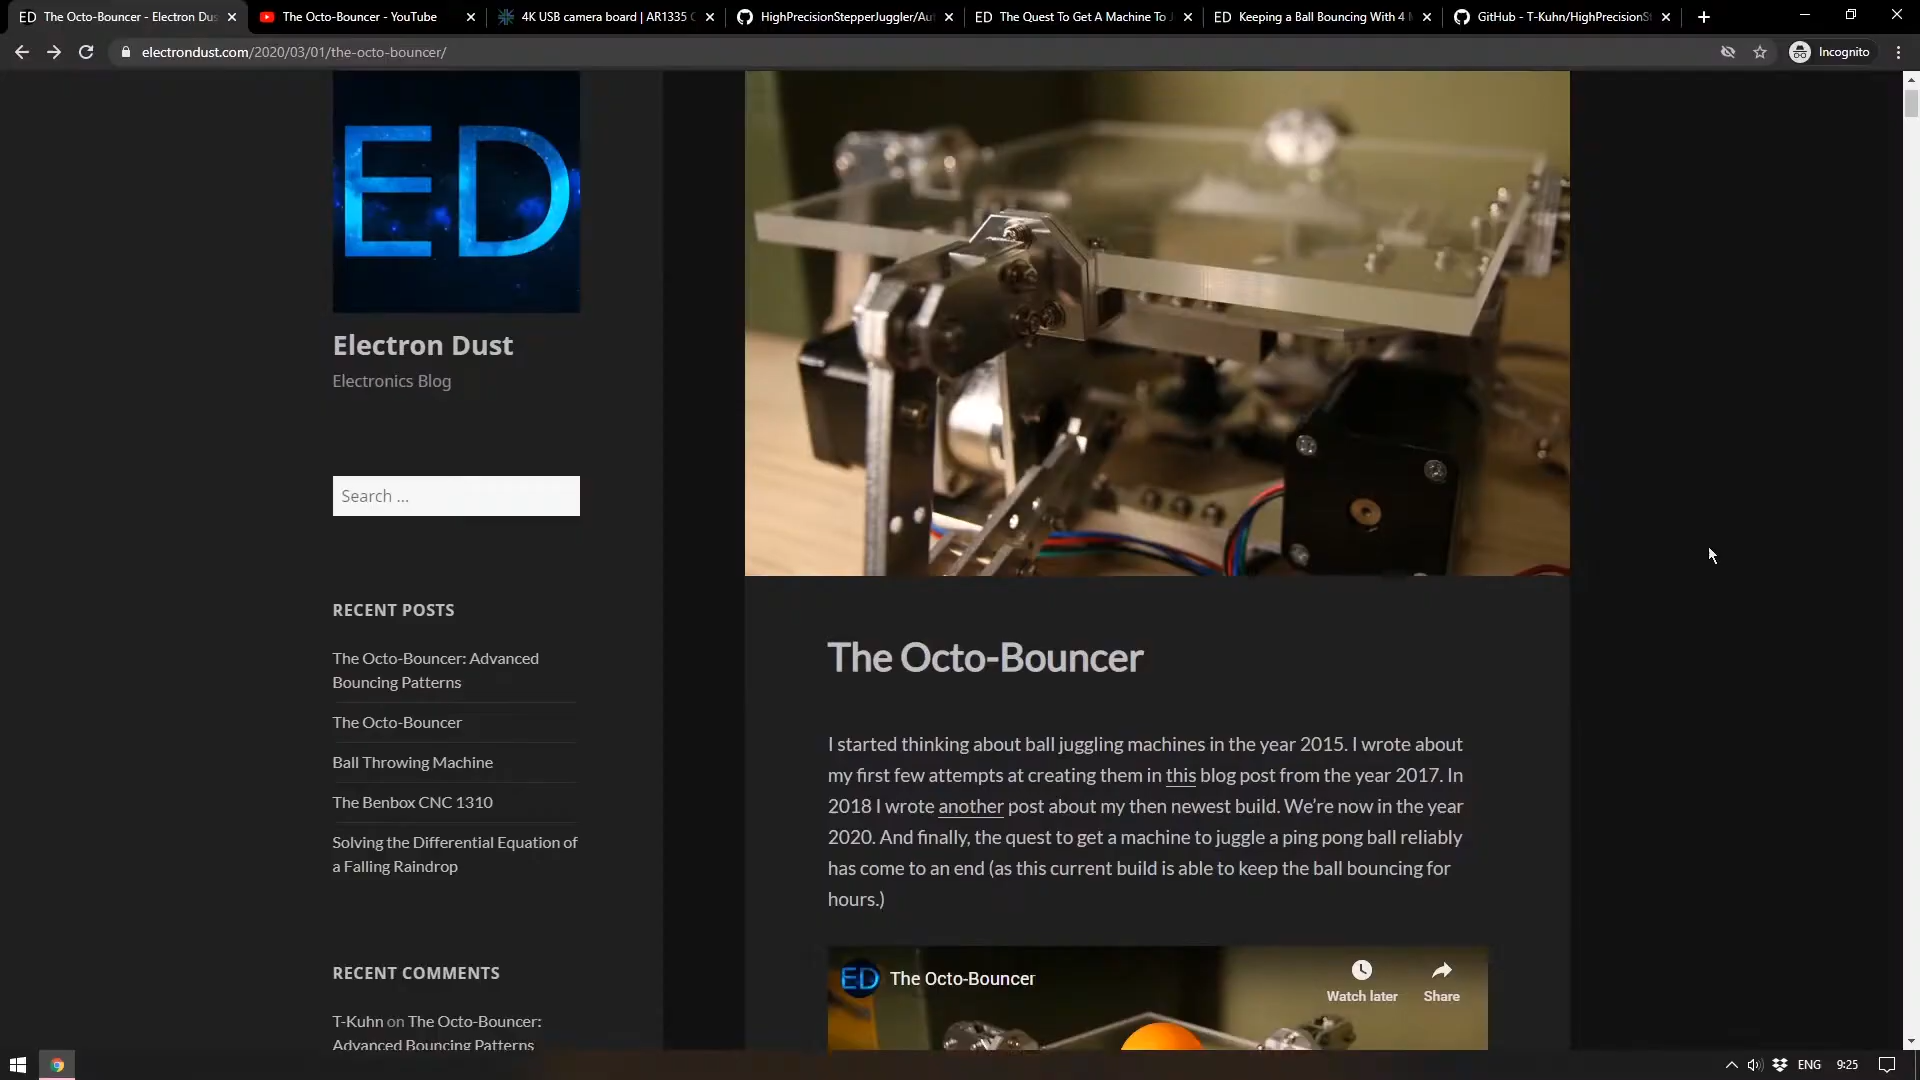 The Octo-Bouncer - Electron Dus
The Octo-Bouncer - YouTube
4K USB camera board | AR1335 C
HighPrecisionStepperJuggler/Au
The Quest To Get A Machine To J
Keeping a Ball Bouncing With 4 M
GitHub - T-Kuhn/HighPrecisionS
electrondust.com/2020/03/01/the-octo-bouncer/
Incognito
ED
Electron Dust
Electronics Blog
Search ...
RECENT POSTS
The Octo-Bouncer: Advanced
Bouncing Patterns
The Octo-Bouncer
Ball Throwing Machine
The Benbox CNC 1310
Solving the Differential Equation of
a Falling Raindrop
RECENT COMMENTS
T-Kuhn on The Octo-Bouncer:
Advanced Bouncing Patterns
The Octo-Bouncer
I started thinking about ball juggling machines in the year 2015. I wrote about
my first few attempts at creating them in this blog post from the year 2017. In
2018 I wrote another post about my then newest build. We're now in the year
2020. And finally, the quest to get a machine to juggle a ping pong ball reliably
has come to an end (as this current build is able to keep the ball bouncing for
hours.)
ED The Octo-Bouncer
Watch later
Share
ENG
9:25